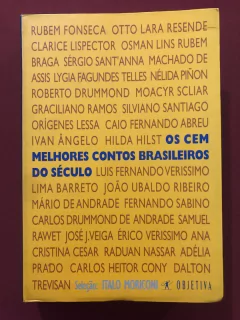 RUBEM FONSECA OTTO LARA RESENDE
CLARICE LISPECTOR OSMAN LINS RUBEM
BRAGA SÉRGIO SANT'ANNA MACHADO DE
ASSIS LYGIA FAGUNDES TELLES NÉLIDA PIÑON
ROBERTO DRUMMOND MOACYR SCLIAR
GRACILIANO RAMOS SILVIANO SANTIAGO
ORÍGENES LESSA CAIO FERNANDO ABREU
IVAN ÂNGELO HILDA HILST OS CEM
MELHORES CONTOS BRASILEIROS
DO SÉCULO LUIS FERNANDO VERISSIMO
LIMA BARRETO JOÃO UBALDO RIBEIRO
MÁRIO DE ANDRADE FERNANDO SABINO
CARLOS DRUMMOND DE ANDRADE SAMUEL
RAWET JOSÉ J. VEIGA ÉRICO VERISSIMO ANA
CRISTINA CESAR RADUAN NASSAR ADÉLIA
PRADO CARLOS HEITOR CONY DALTON
TREVISAN Seleção: ITALO MORICONI OBJETIVA